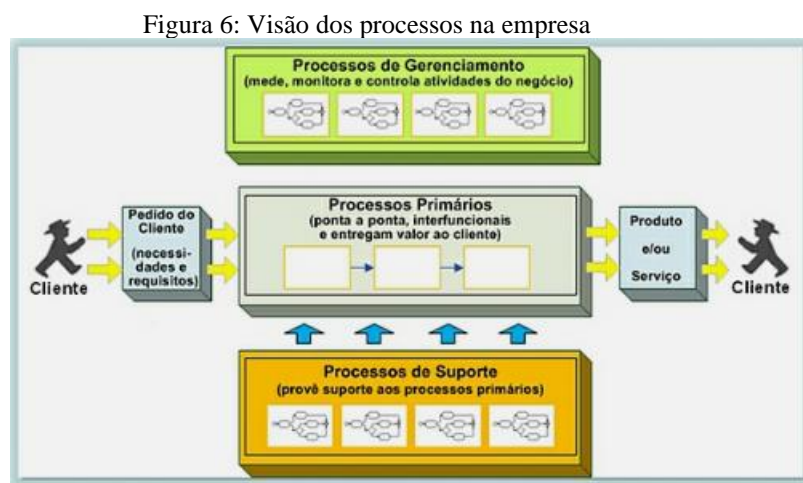 Figura 6: Visão dos processos na empresa
Processos de Gerenciamento
(mede, monitora e controla atividades do negócio)
Cliente
Pedido do
Cliente
(necessi-
dades e
requisitos)
Processos Primários
(ponta a ponta, interfuncionais
e entregam valor ao cliente)
Produto
e/ou
Serviço
Cliente
Processos de Suporte
(provê suporte aos processos primários)